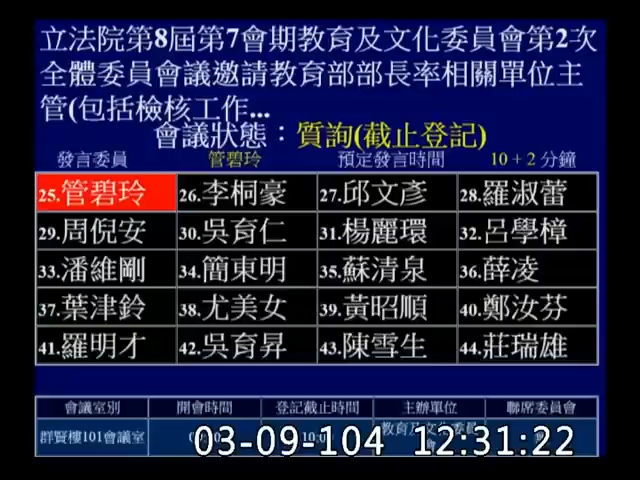 立法院第8屆第7會期教育及文化委員會第2次
全體委員會議邀請教育部部長率相關單位主
管(包括檢核工作...
會議狀態：質詢(截止登記)
發言委員 管碧玲 預定發言時間 10 + 2 分鐘
25.管碧玲 26.李桐豪 27.邱文彥 28.羅淑蕾
29.周倪安 30.吳育仁 31.楊麗環 32.呂學樟
33.潘維剛 34.簡東明 35.蘇清泉 36.薛凌
37.葉津鈴 38.尤美女 39.黃昭順 40.鄭汝芬
41.羅明才 42.吳育昇 43.陳雪生 44.莊瑞雄
會議室別 開會時間 登記截止時間 主辦單位 聯席委員會
群賢樓101會議室 教育及文化委員
03-09-104 12:31:22